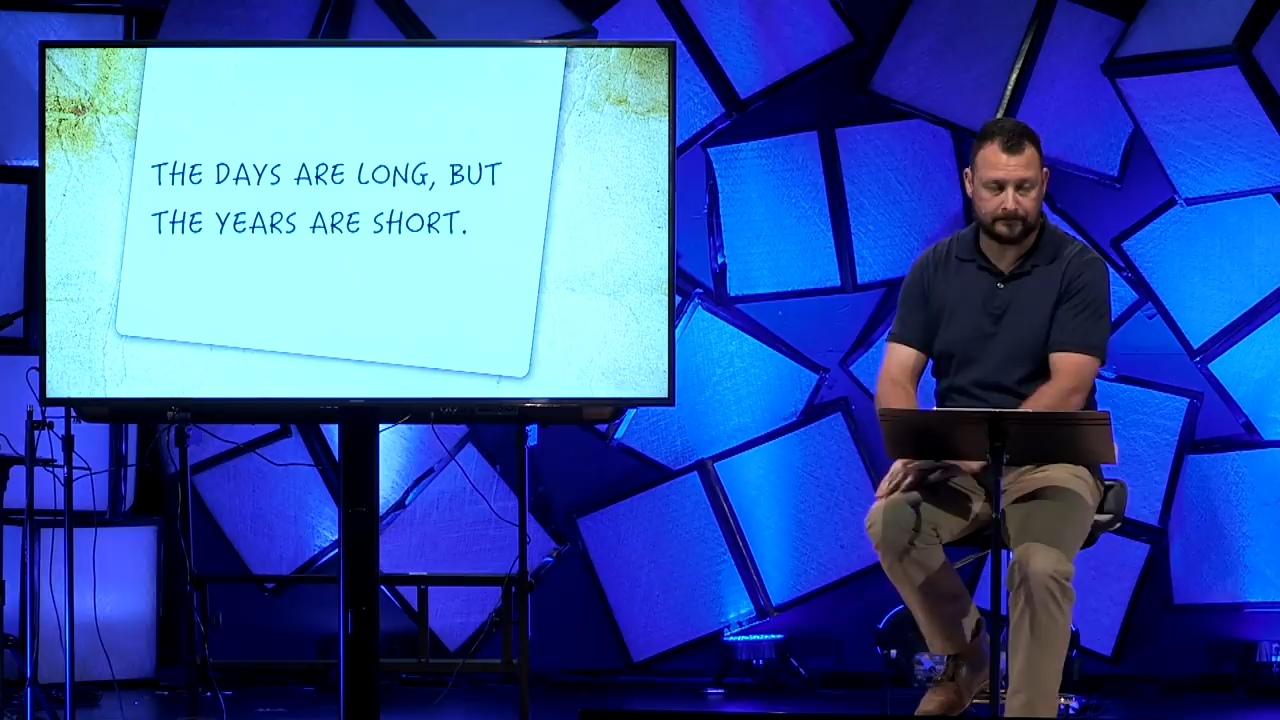 THE DAYS ARE LONG, BUT
THE YEARS ARE SHORT.